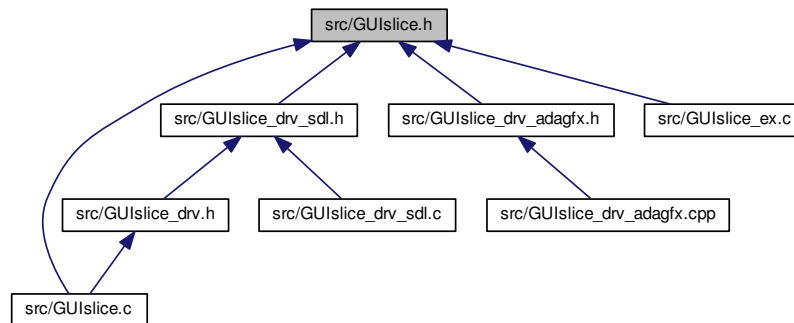 src/GUIslice.h
src/GUIslice_drv_sdl.h
src/GUIslice_drv_adagfx.h
src/GUIslice_ex.c
src/GUIslice_drv.h
src/GUIslice_drv_sdl.c
src/GUIslice_drv_adagfx.cpp
src/GUIslice.c